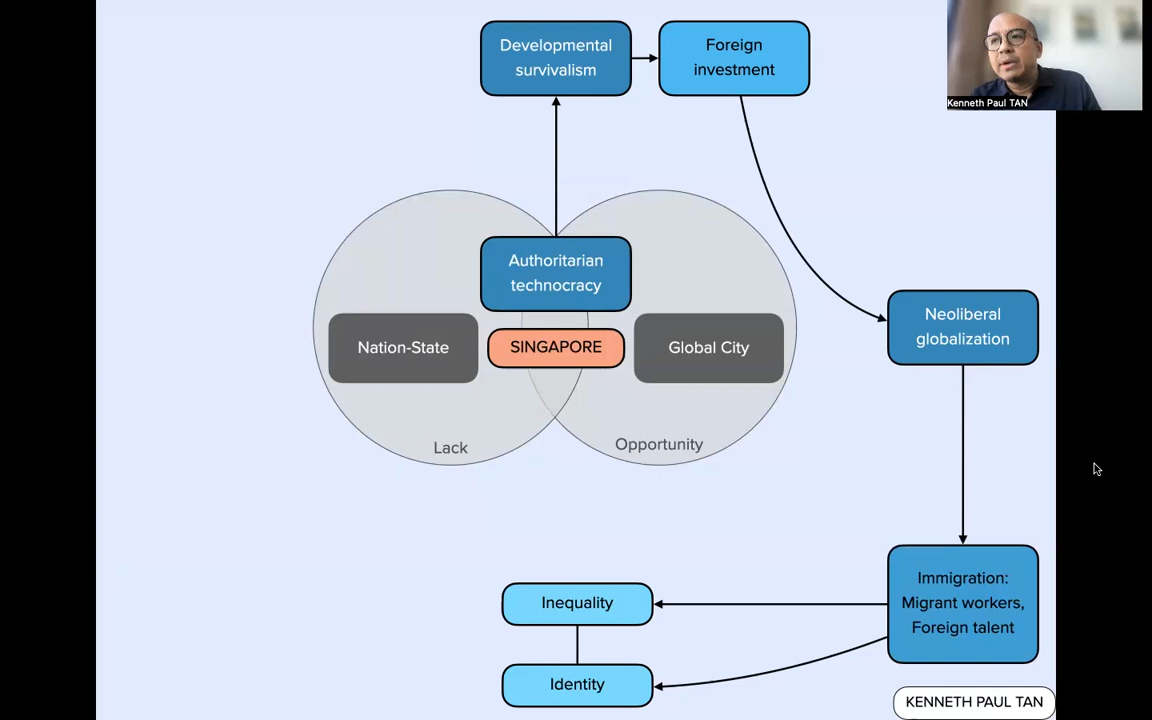 Developmental
survivalism
Foreign
investment
Kenneth Paul TAN
Authoritarian
technocracy
Nation-State
SINGAPORE
Global City
Neoliberal
globalization
Lack
Opportunity
Immigration:
Migrant workers,
Foreign talent
Inequality
Identity
KENNETH PAUL TAN